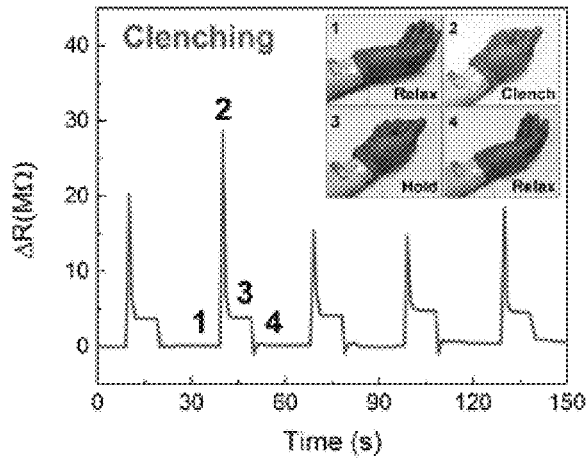 Clenching
1
2
Relax
Clench
3
4
Hold
Relax
2
3
1
4
40
30
20
10
0
ΔR(MΩ)
0
30
60
90
120
150
Time (s)